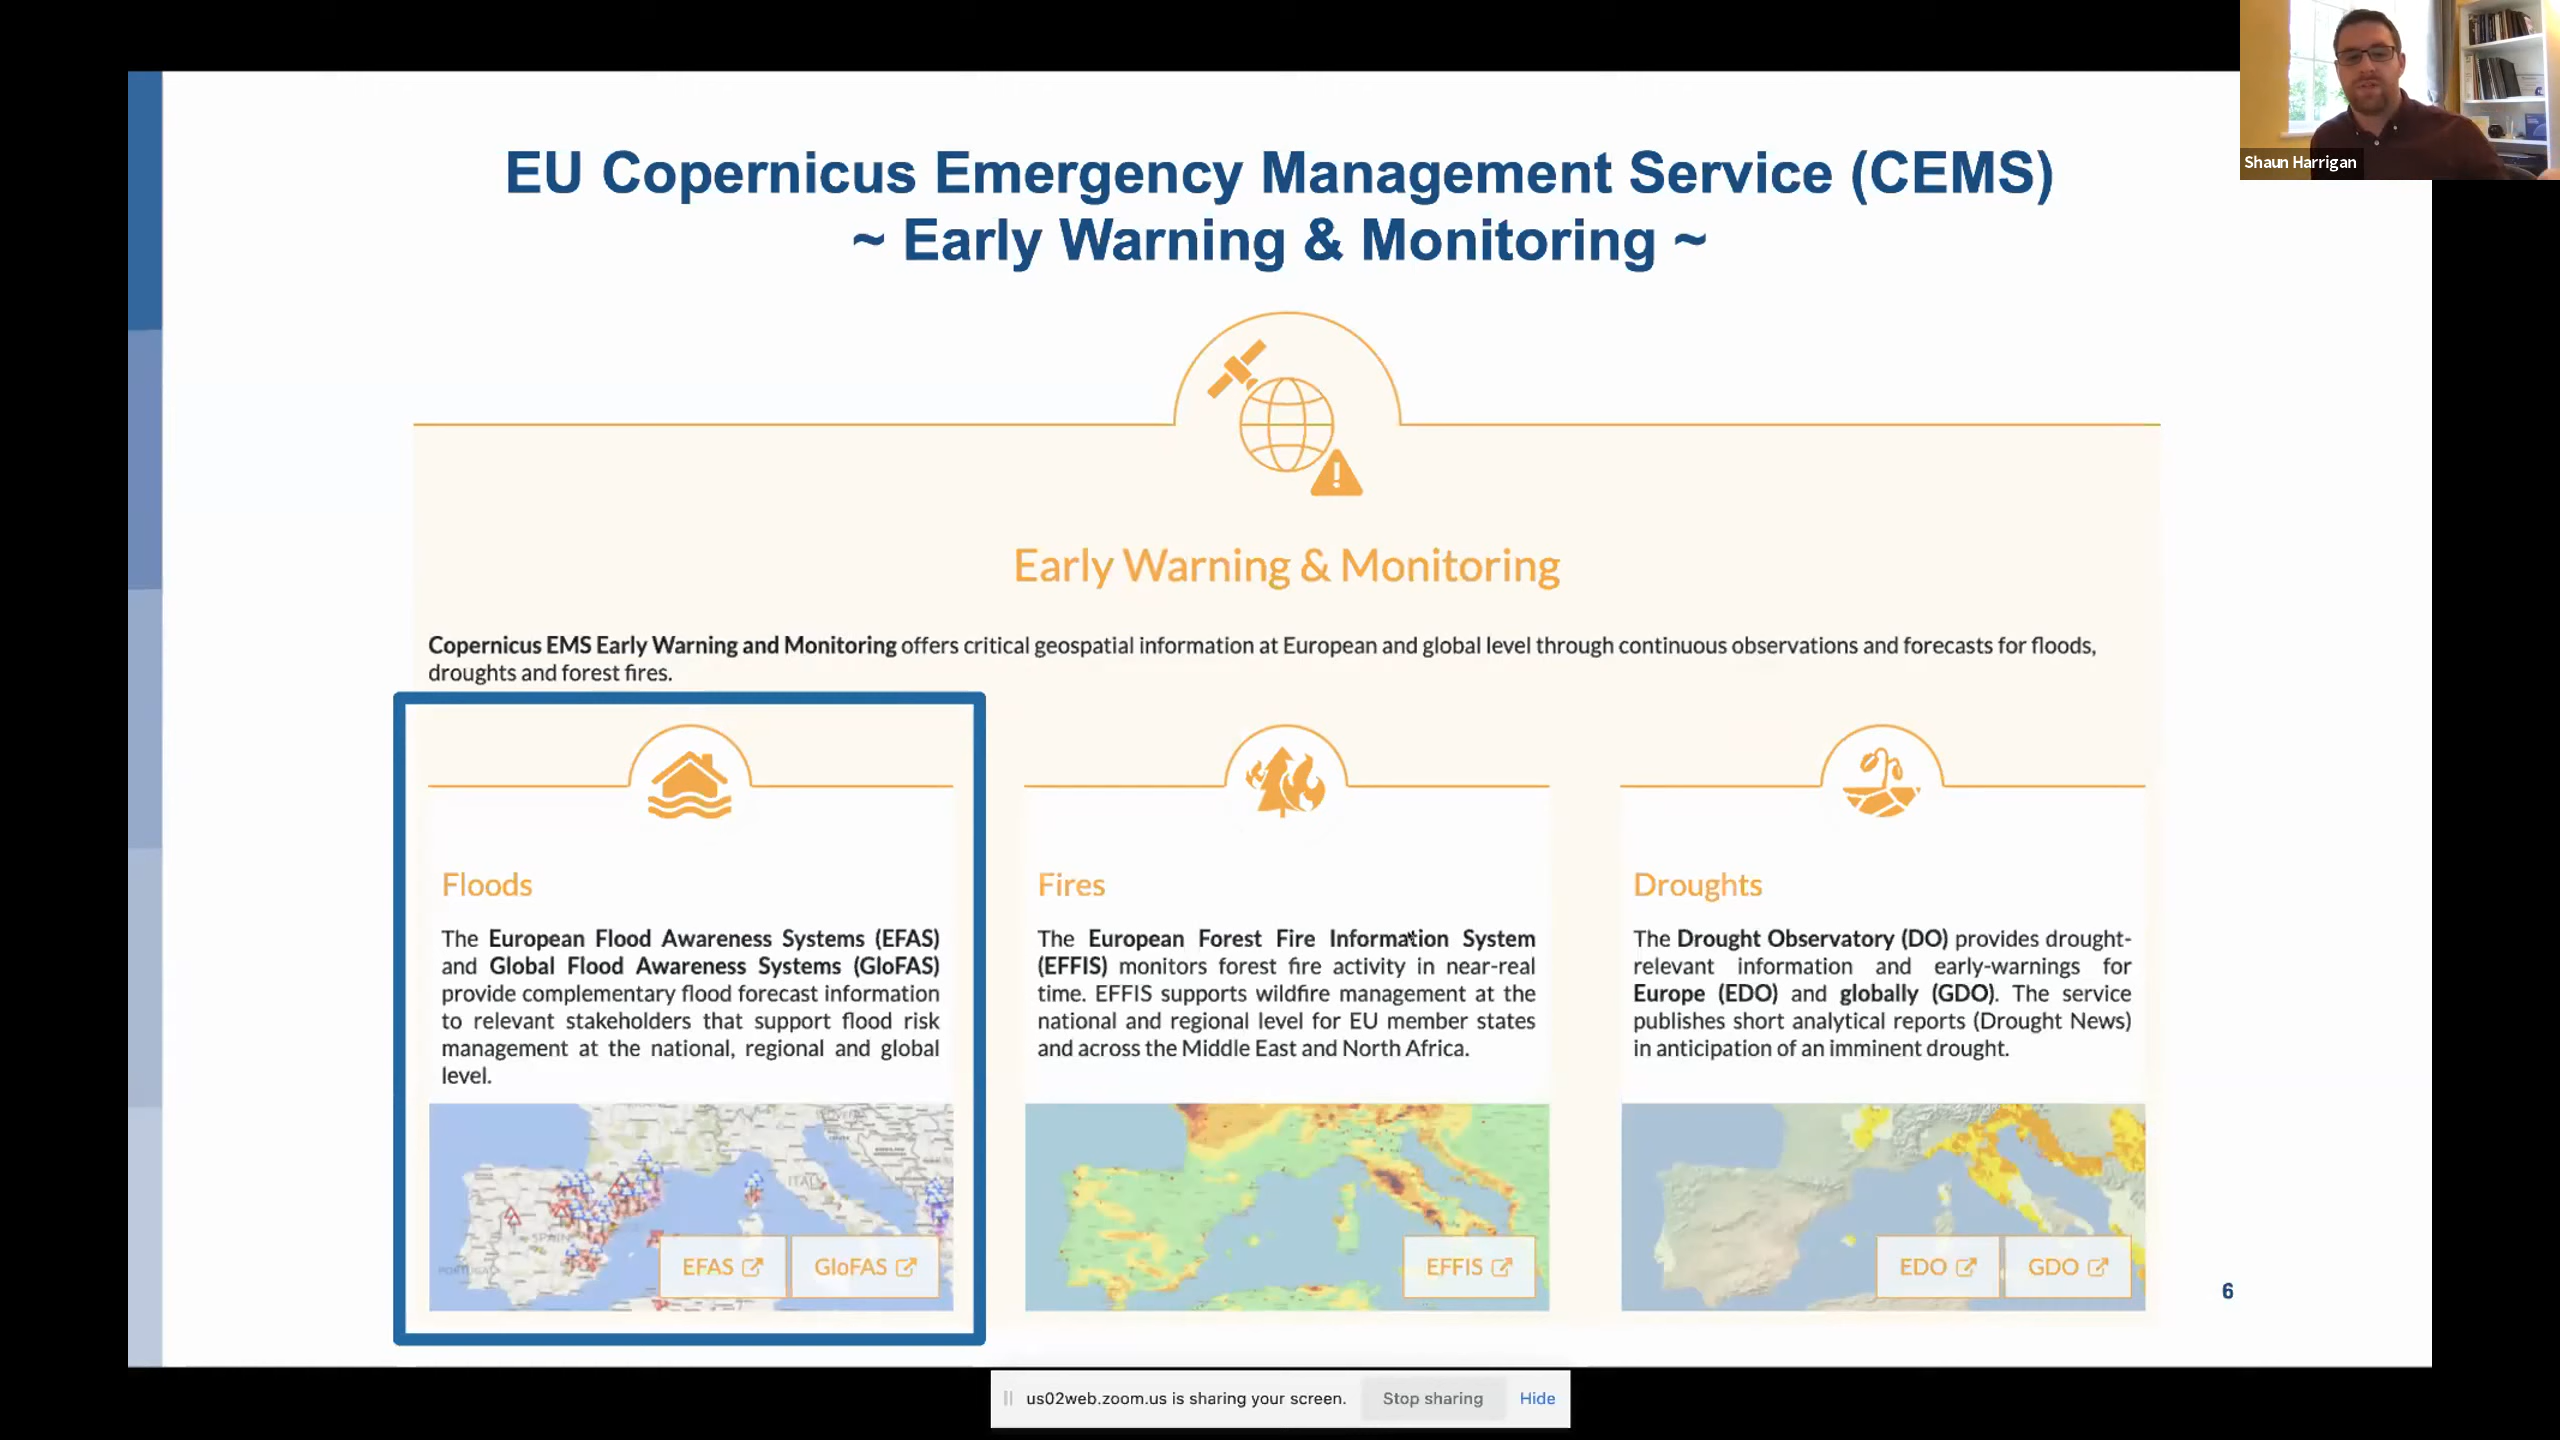 EU Copernicus Emergency Management Service (CEMS)
~ Early Warning & Monitoring ~
Shaun Harrigan
Early Warning & Monitoring
Copernicus EMS Early Warning and Monitoring offers critical geospatial information at European and global level through continuous observations and forecasts for floods,
droughts and forest fires.
Floods
The European Flood Awareness Systems (EFAS)
and Global Flood Awareness Systems (GloFAS)
provide complementary flood forecast information
to relevant stakeholders that support flood risk
management at the national, regional and global
level.
ITALY
SPAIN
PORTUGAL
EFAS
GloFAS
Fires
The European Forest Fire Information System
(EFFIS) monitors forest fire activity in near-real
time. EFFIS supports wildfire management at the
national and regional level for EU member states
and across the Middle East and North Africa.
EFFIS
Droughts
The Drought Observatory (DO) provides drought-
relevant information and early-warnings for
Europe (EDO) and globally (GDO). The service
publishes short analytical reports (Drought News)
in anticipation of an imminent drought.
EDO
GDO
6
us02web.zoom.us is sharing your screen.
Stop sharing
Hide